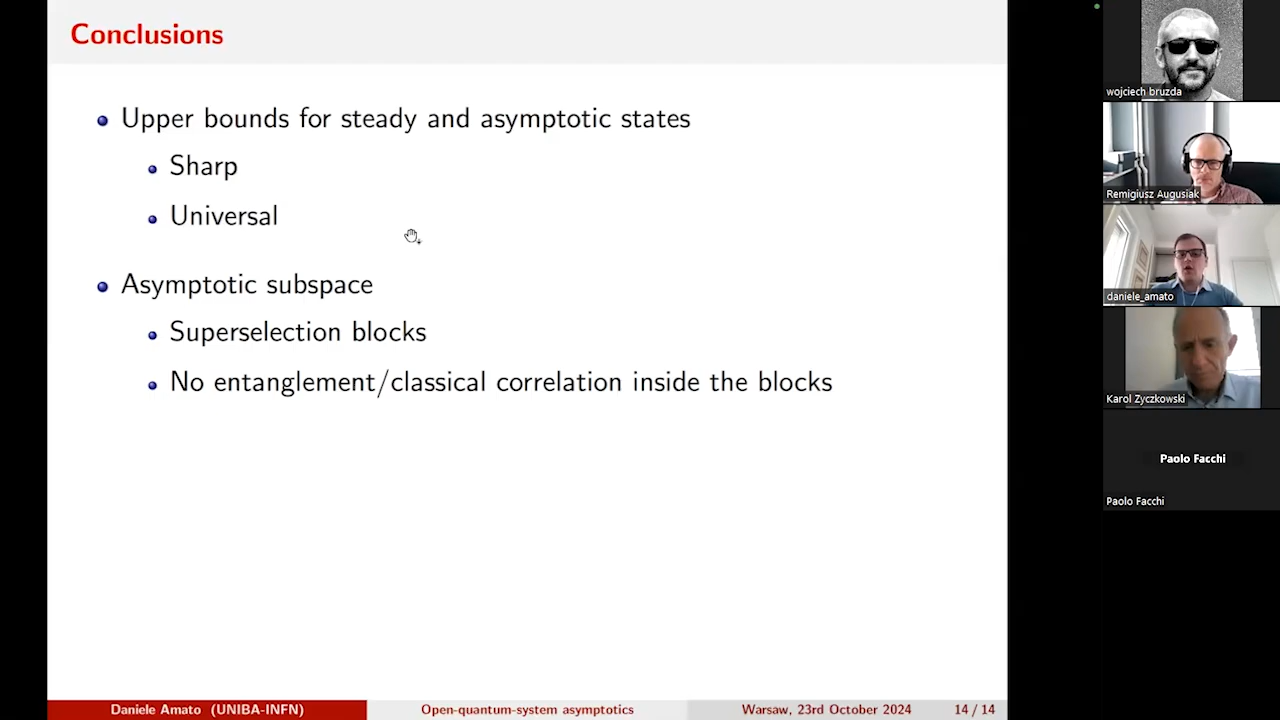 Conclusions
Upper bounds for steady and asymptotic states
Sharp
Universal
Asymptotic subspace
Superselection blocks
No entanglement/classical correlation inside the blocks
Daniele Amato (UNIBA-INFN)
Open-quantum-system asymptotics
Warsaw, 23rd October 2024
14 / 14
wojciech bruzda
Remigiusz Augusiak
daniele_amato
Karol Zyczkowski
Paolo Facchi
Paolo Facchi